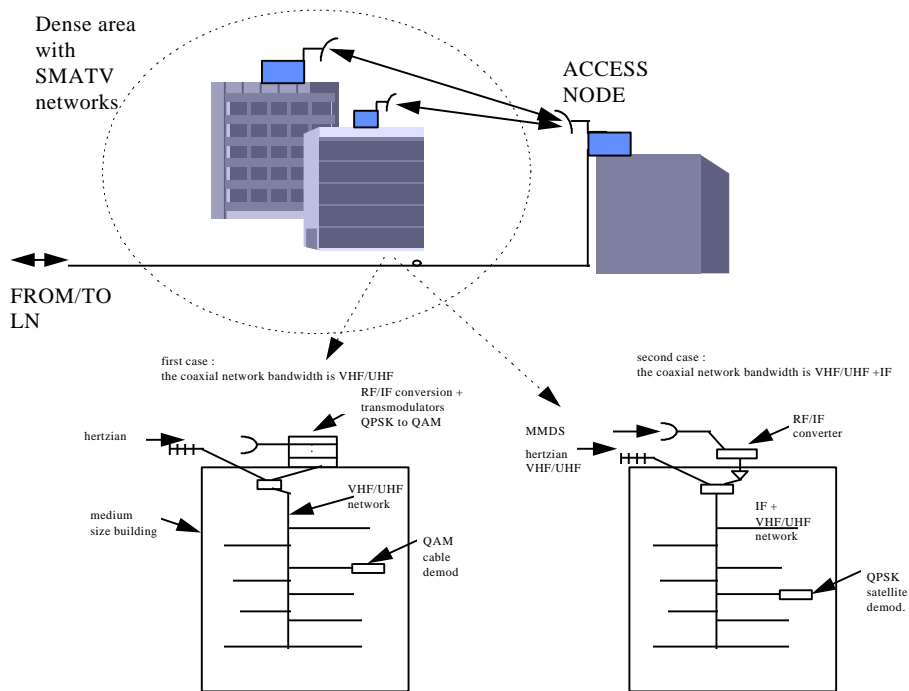 Dense area
with
SMATV
networks
ACCESS
NODE
FROM/TO
LN
first case :
the coaxial network bandwidth is VHF/UHF
RF/IF conversion +
transmodulators
QPSK to QAM
hertzian
VHF/UHF
network
medium
size building
QAM
cable
demod
second case :
the coaxial network bandwidth is VHF/UHF +IF
MMDS
hertzian
VHF/UHF
RF/IF
converter
IF +
VHF/UHF
network
QPSK
satellite
demod.